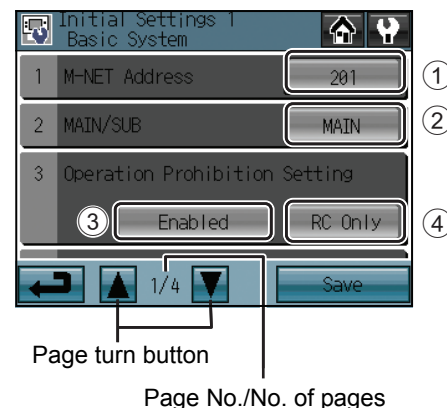 Initial Settings 1
Basic System
1 M-NET Address 201 ①
2 MAIN/SUB MAIN ②
3 Operation Prohibition Setting
③ Enabled RC Only ④
1/4 Save
Page turn button
Page No./No. of pages